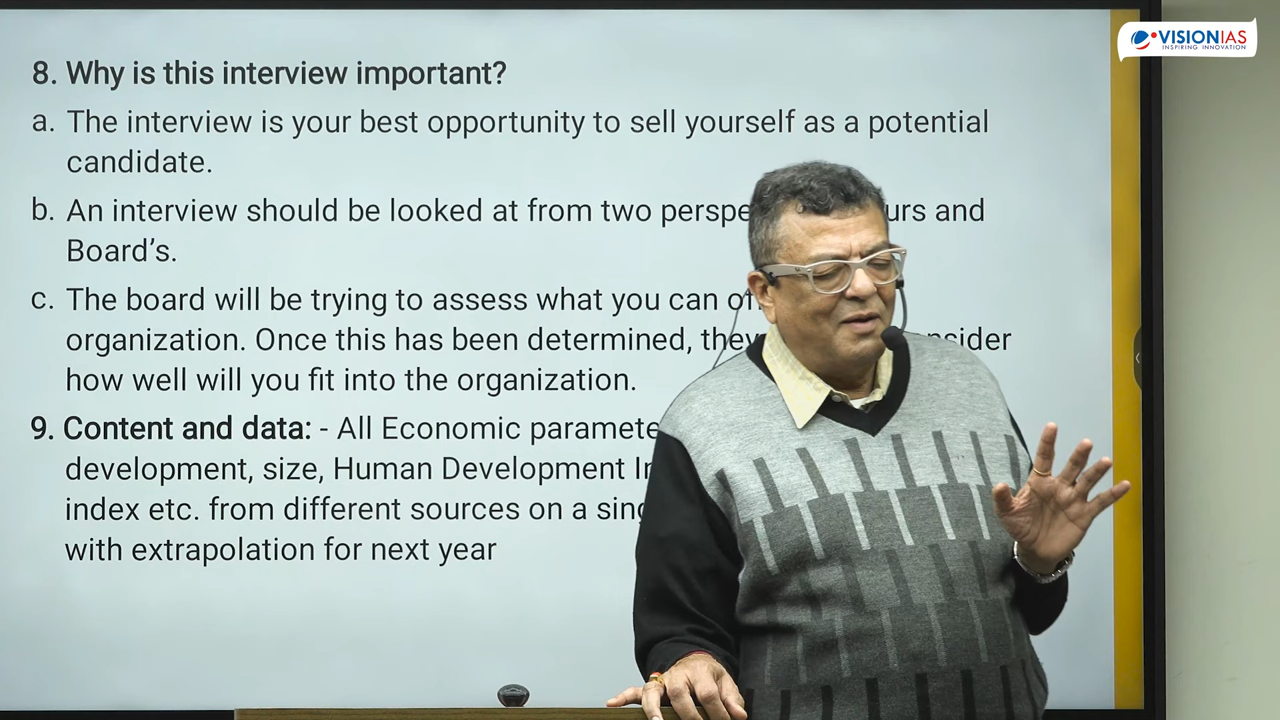 VISIONIAS
INSPIRING INNOVATION
8. Why is this interview important?
a. The interview is your best opportunity to sell yourself as a potential
candidate.
b. An interview should be looked at from two and
Board's.
c. The board will be trying to assess what you can
organization. Once this has been determined, they
how well will you fit into the organization.
9. Content and data: - All Economic
development, size, Human Development
index etc. from different sources on a
with extrapolation for next year